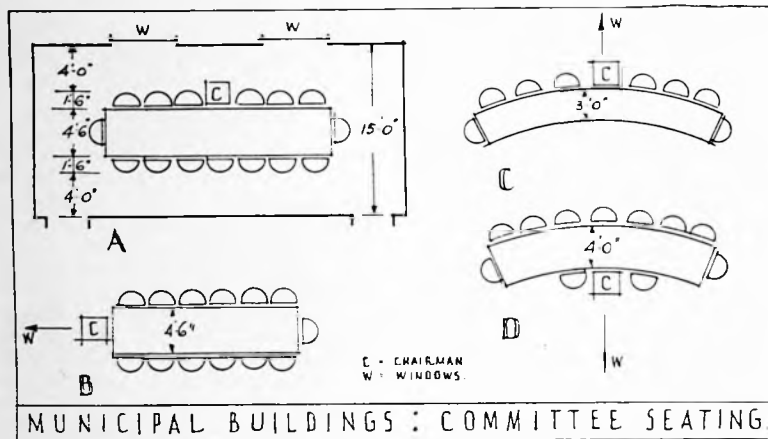 W W
4'·0"
1'·6"
4'·6"
1'·6"
4'·0"
C
15'·0"
A
W
C
3'·0"
C
W
C
4'·6"
B
4'·0"
C
D
W
C - CHAIRMAN
W - WINDOWS.
MUNICIPAL BUILDINGS : COMMITTEE SEATING.